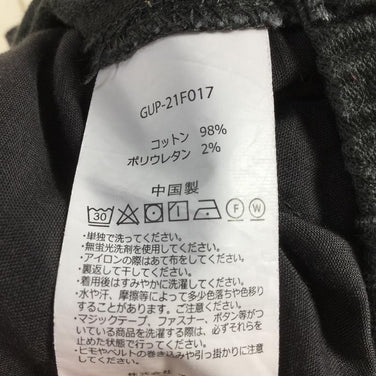 GUP-21F017
コットン 98%
ポリウレタン 2%
中国製
30 F W
・単独で洗ってください。
・無蛍光洗剤を使用してください。
・アイロンの際はあて布をしてください。
・裏返して干してください。
・着用後はすみやかに洗濯してください。
・水や汗、摩擦等によって多少色落ちや色移り
することがあります。ご注意ください。
・マジックテープ、ファスナー、ボタン等がつ
いている商品を洗濯する際は、必ずそれらを
止めた状態で行ってください。
・ヒモやベルトの巻き込みや引っ掛かりに注意
してください。